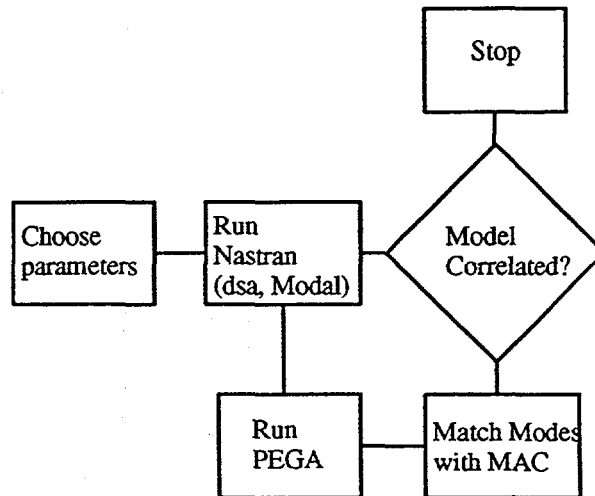 Stop
Choose
parameters
Run
Nastran
(dsa, Modal)
Model
Correlated?
Run
PEGA
Match Modes
with MAC